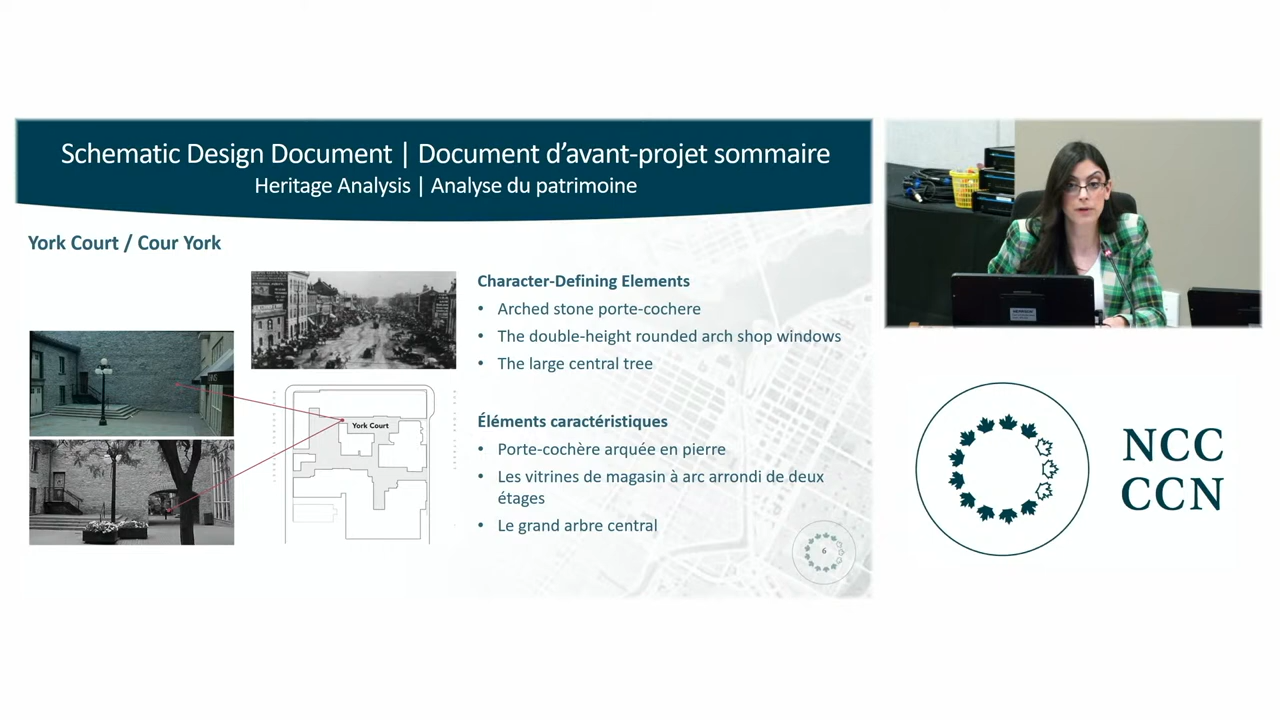 Schematic Design Document | Document d'avant-projet sommaire
Heritage Analysis | Analyse du patrimoine
York Court / Cour York
York Court
Character-Defining Elements
• Arched stone porte-cochere
• The double-height rounded arch shop windows
• The large central tree
Éléments caractéristiques
• Porte-cochère arquée en pierre
• Les vitrines de magasin à arc arrondi de deux
étages
• Le grand arbre central
6
NCC
CCN